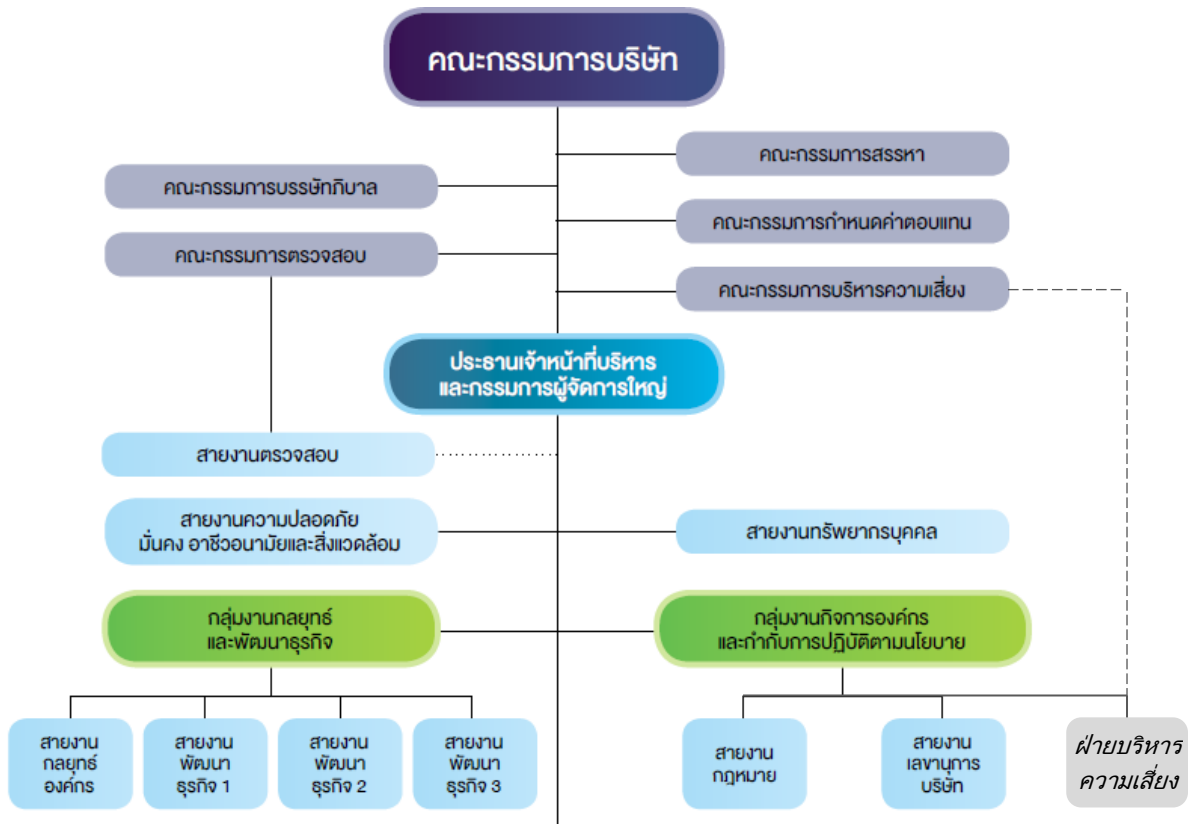 คณะกรรมการบริษัท
คณะกรรมการสรรหา
คณะกรรมการบรรษัทภิบาล
คณะกรรมการกำหนดค่าตอบแทน
คณะกรรมการตรวจสอบ
คณะกรรมการบริหารความเสี่ยง
ประธานเจ้าหน้าที่บริหาร
และกรรมการผู้จัดการใหญ่
สายงานตรวจสอบ
สายงานความปลอดภัย
มั่นคง อาชีวอนามัยและสิ่งแวดล้อม
สายงานทรัพยากรบุคคล
กลุ่มงานกลยุทธ์
และพัฒนาธุรกิจ
กลุ่มงานกิจการองค์กร
และกำกับการปฏิบัติตามนโยบาย
สายงาน
กลยุทธ์
องค์กร
สายงาน
พัฒนา
ธุรกิจ 1
สายงาน
พัฒนา
ธุรกิจ 2
สายงาน
พัฒนา
ธุรกิจ 3
สายงาน
กฎหมาย
สายงาน
เลขานุการ
บริษัท
ฝ่ายบริหาร
ความเสี่ยง